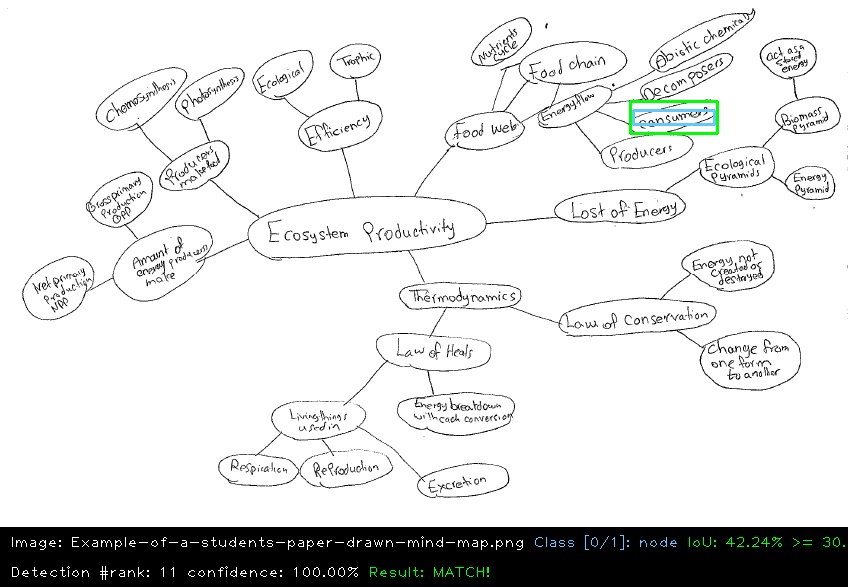 Nutrients
cycle
Food chain
Abiotic chemicals
Decomposers
Energy flow
Consumers
Producers
Food web
act as a
stored
energy
Biomass
pyramid
Energy
pyramid
Ecological
pyramids
Lost of Energy
Chemosynthesis
Photosynthesis
Producers
make food
Ecological
Trophic
Efficiency
Gross primary
Production
GPP
Amount of
energy producers
make
Net primary
Production
NPP
Ecosystem Productivity
Thermodynamics
Law of Conservation
Energy, not
created or
destroyed
Change from
one form
to another
Law of Heals
Energy breakdown
with each conversion
Living things
used in
Respiration
Reproduction
Excretion
Image: Example-of-a-students-paper-drawn-mind-map.png Class [0/1]: node IoU: 42.24% >= 30.
Detection #rank: 11 confidence: 100.00% Result: MATCH!